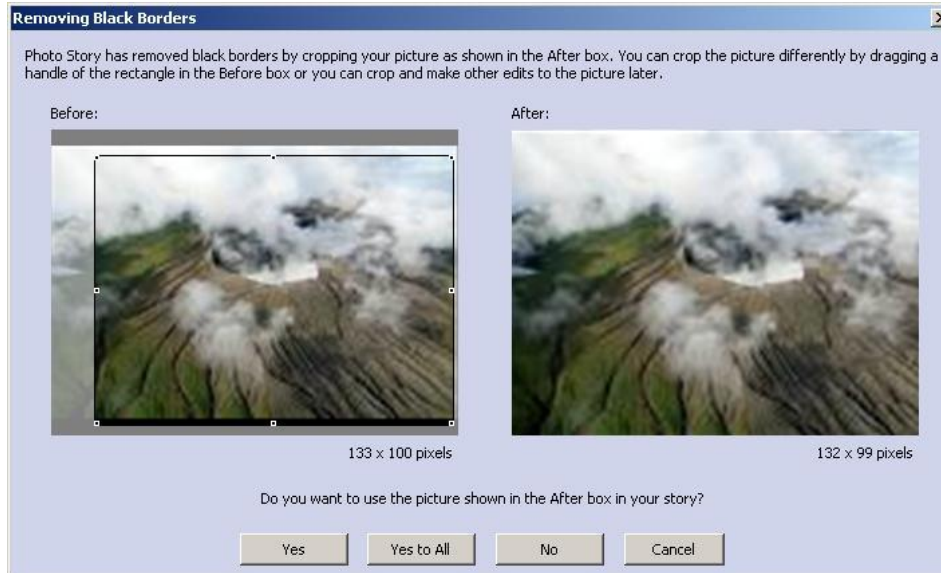 Removing Black Borders
Photo Story has removed black borders by cropping your picture as shown in the After box. You can crop the picture differently by dragging a
handle of the rectangle in the Before box or you can crop and make other edits to the picture later.
Before:
After:
133 x 100 pixels
132 x 99 pixels
Do you want to use the picture shown in the After box in your story?
Yes
Yes to All
No
Cancel